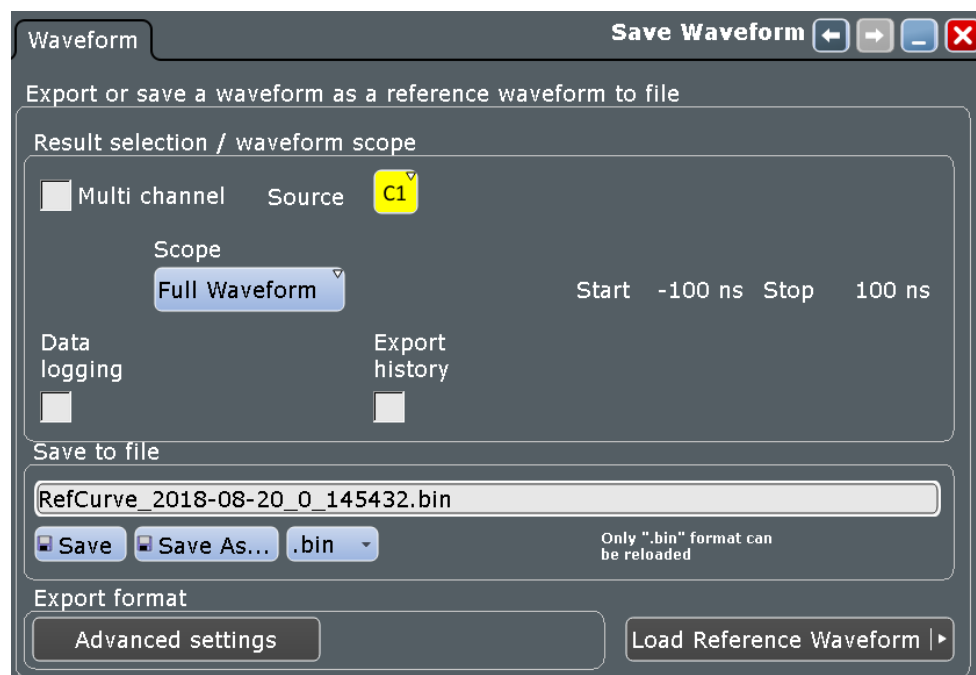 Waveform
Save Waveform
Export or save a waveform as a reference waveform to file
Result selection / waveform scope
Multi channel Source C1
Scope
Full Waveform Start -100 ns Stop 100 ns
Data
logging
Export
history
Save to file
RefCurve_2018-08-20_0_145432.bin
Save Save As... .bin
Only ".bin" format can
be reloaded
Export format
Advanced settings Load Reference Waveform